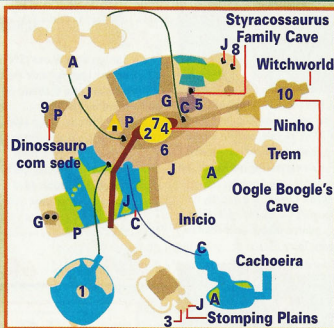 Styracossaurus
Family Cave
J
8
Witchworld
A
J
G
C
5
10
9
P
P
7
2
4
Ninho
Dinossauro
com sede
6
J
Trem
A
Oogle Boogle's
Cave
J
G
P
C
Início
C
Cachoeira
1
A
J
3
Stomping Plains